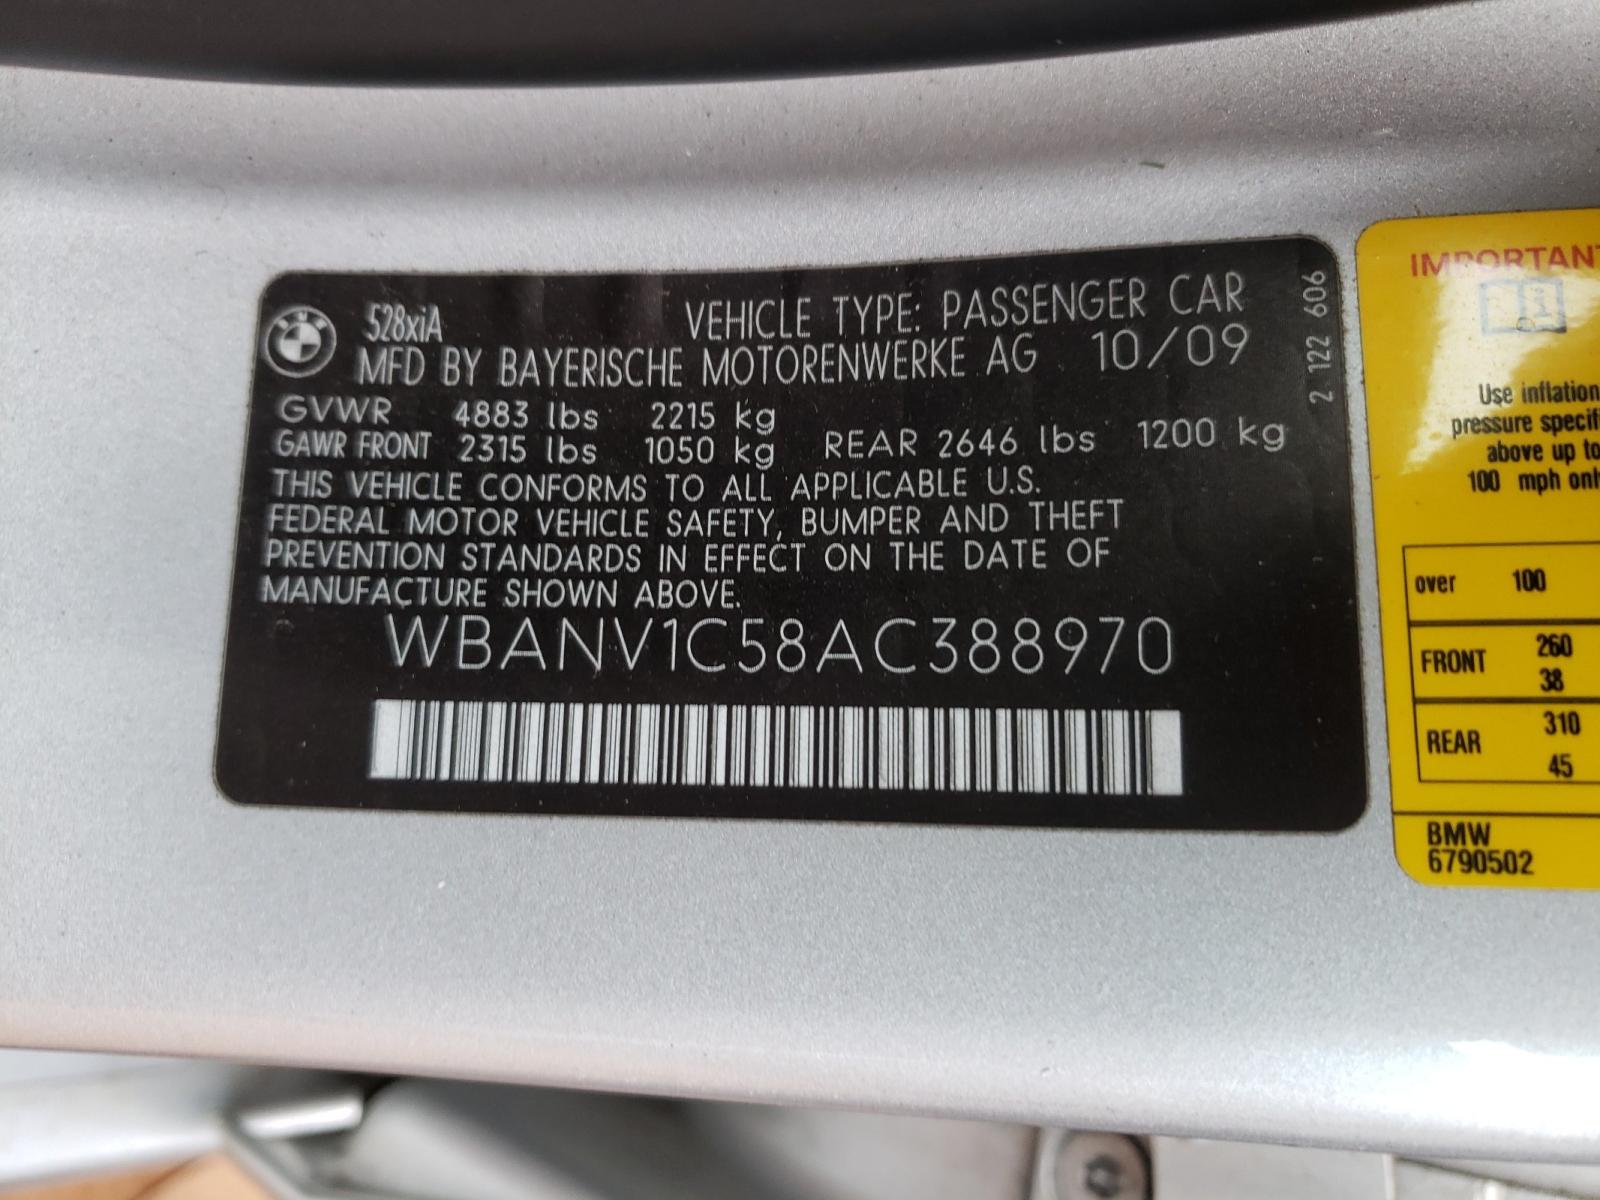 528xiA
VEHICLE TYPE: PASSENGER CAR
MFD BY BAYERISCHE MOTORENWERKE AG 10/09
GVWR 4883 lbs 2215 kg
GAWR FRONT 2315 lbs 1050 kg REAR 2646 lbs 1200 kg
THIS VEHICLE CONFORMS TO ALL APPLICABLE U.S.
FEDERAL MOTOR VEHICLE SAFETY, BUMPER AND THEFT
PREVENTION STANDARDS IN EFFECT ON THE DATE OF
MANUFACTURE SHOWN ABOVE.
WBANV1C58AC388970
2 122 606
IMPORTANT
Use inflation
pressure specifi
above up to
100 mph onl
over 100
FRONT 260
38
REAR 310
45
BMW
6790502